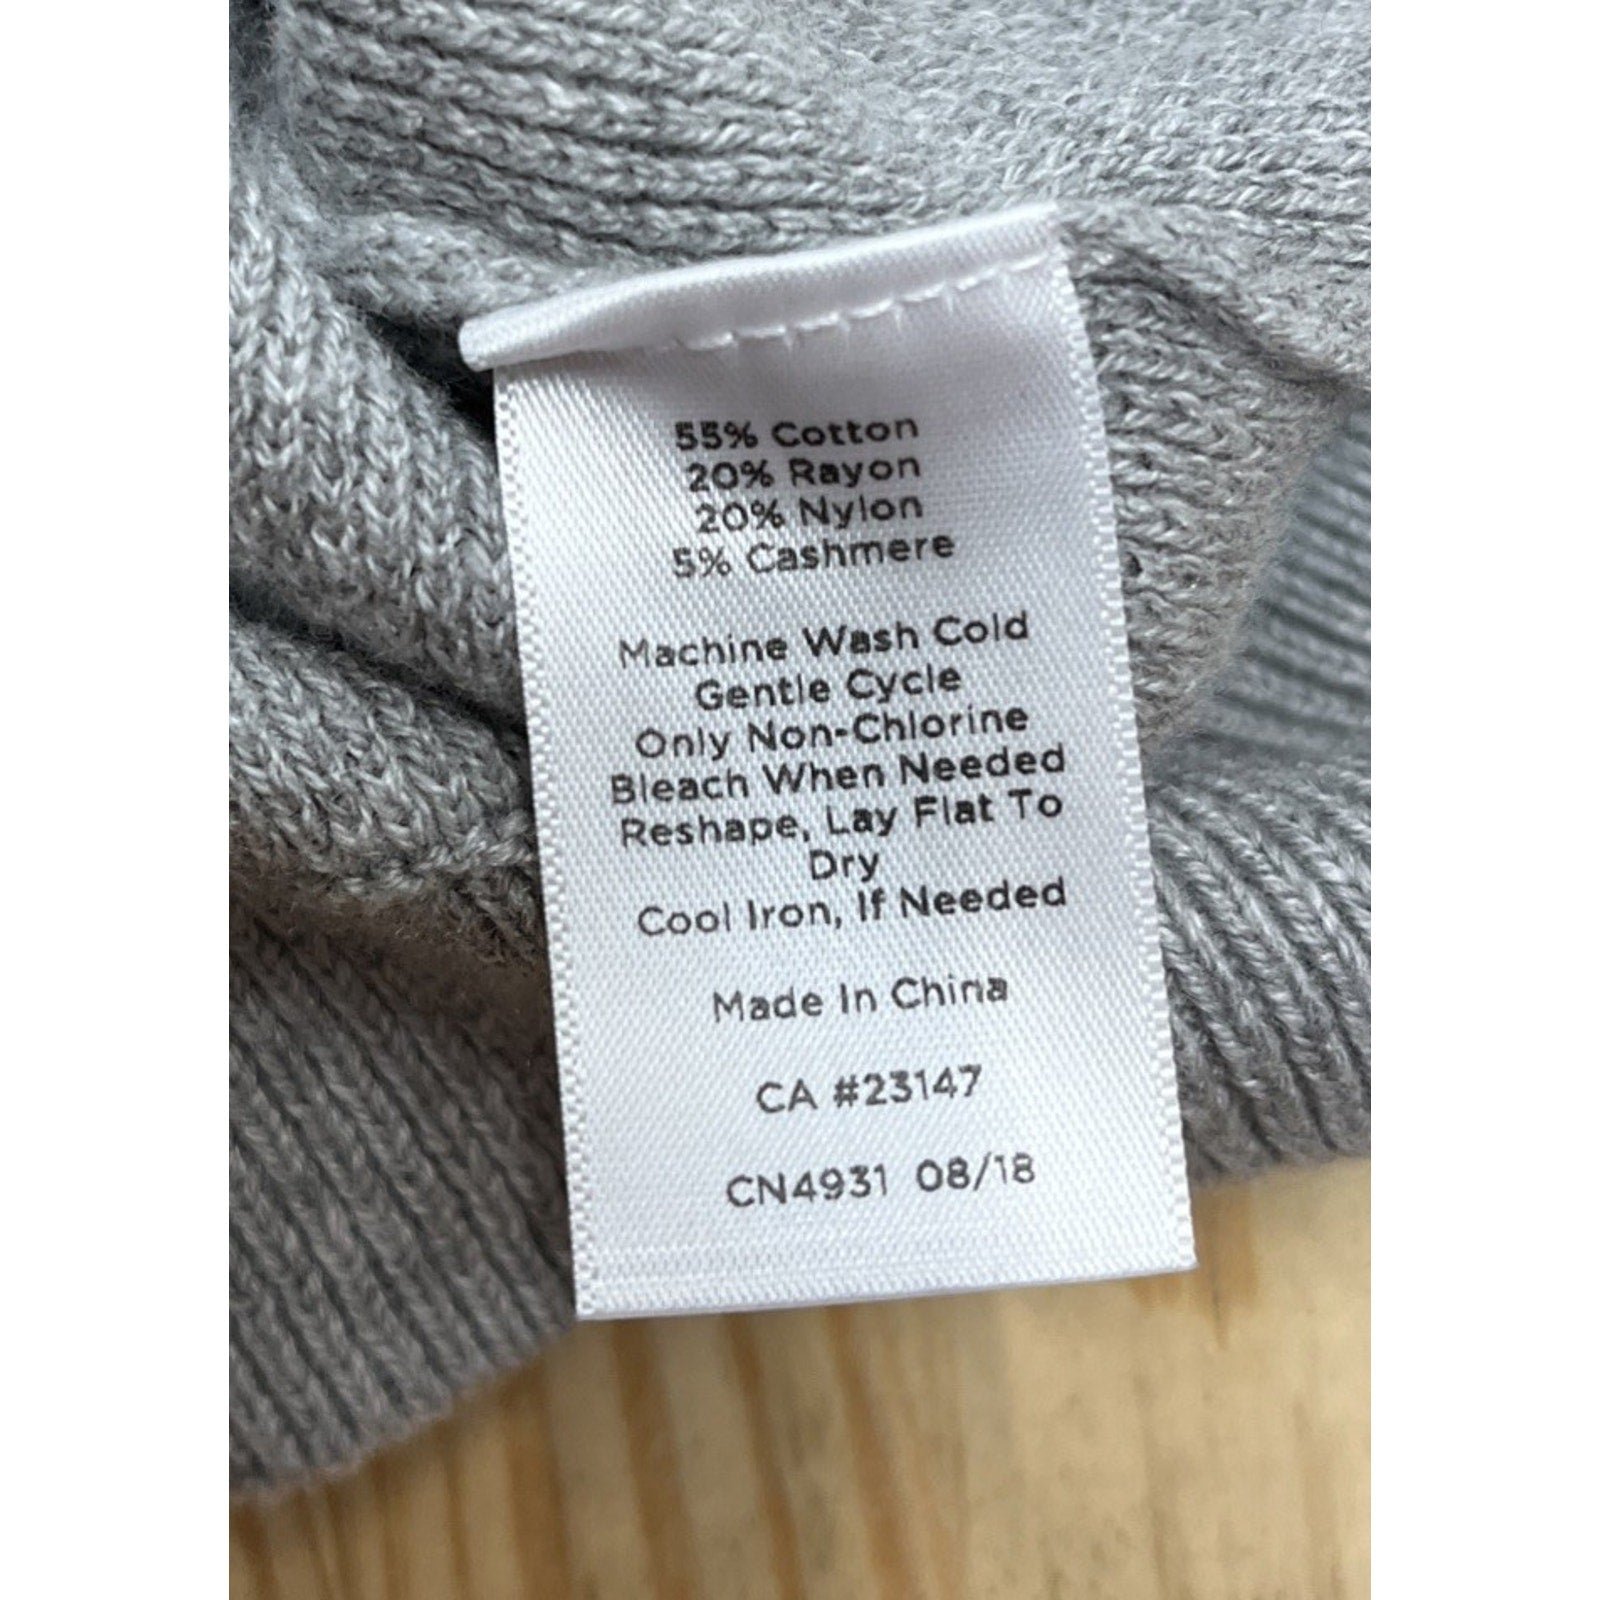 55% Cotton
20% Rayon
20% Nylon
5% Cashmere
Machine Wash Cold
Gentle Cycle
Only Non-Chlorine
Bleach When Needed
Reshape, Lay Flat To
Dry
Cool Iron, If Needed
Made In China
CA #23147
CN4931 08/18